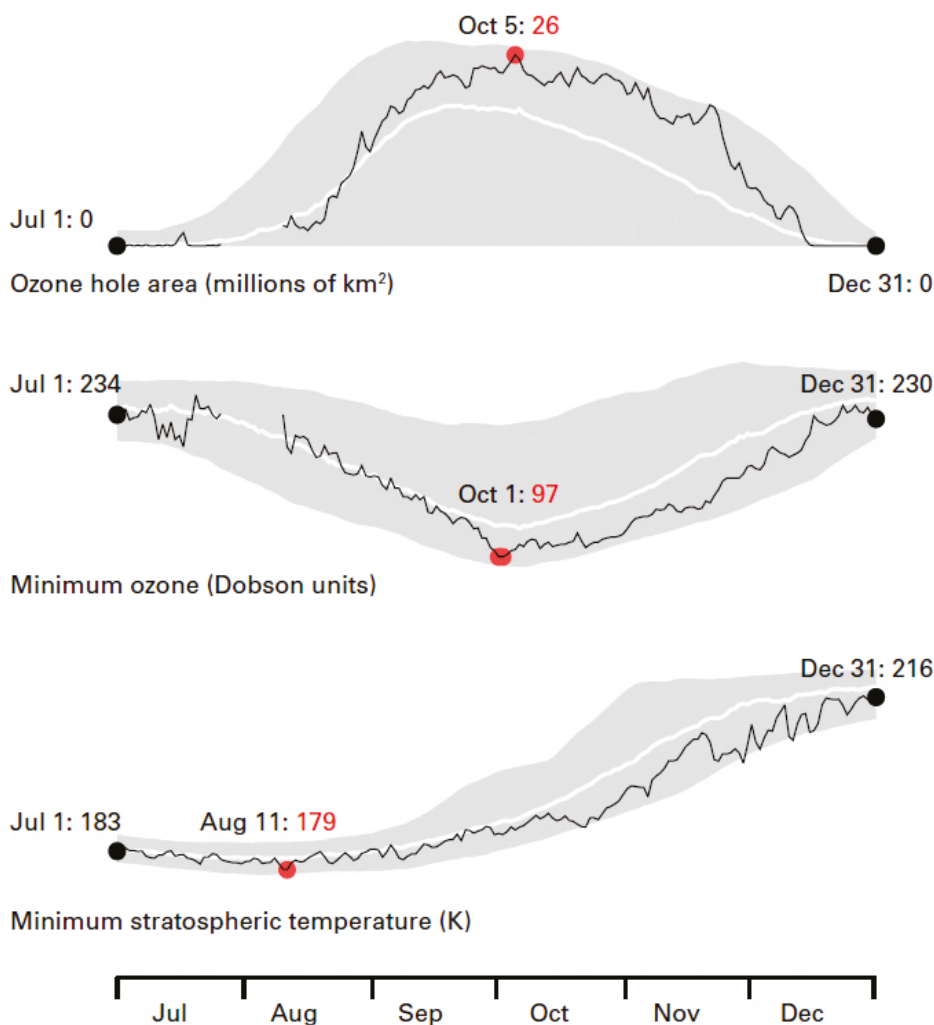 Oct 5: 26
Jul 1: 0
Ozone hole area (millions of km²)
Dec 31: 0
Jul 1: 234
Dec 31: 230
Oct 1: 97
Minimum ozone (Dobson units)
Dec 31: 216
Jul 1: 183
Aug 11: 179
Minimum stratospheric temperature (K)
Jul Aug Sep Oct Nov Dec